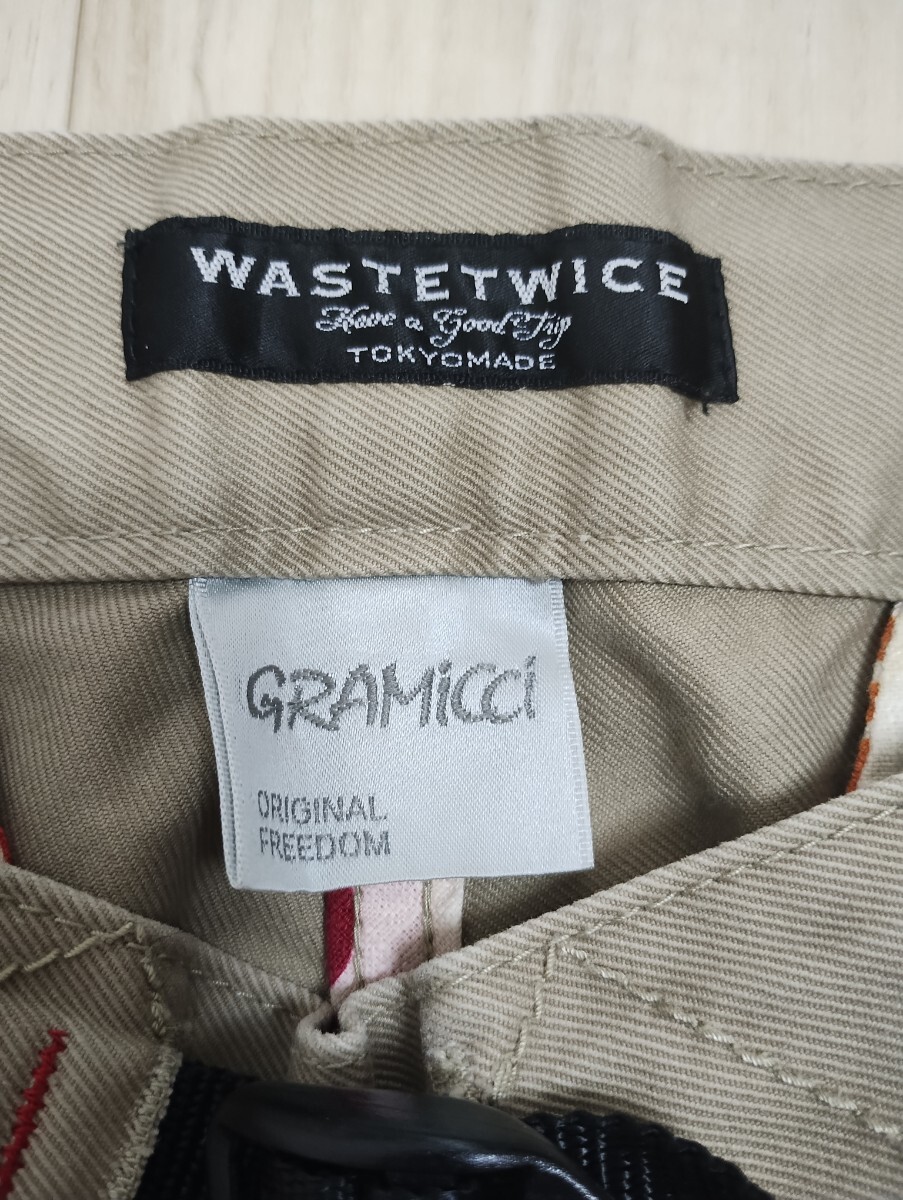 WASTETWICE
Have a Good Trip
TOKYOMADE
GRAMiCCi
ORIGINAL
FREEDOM